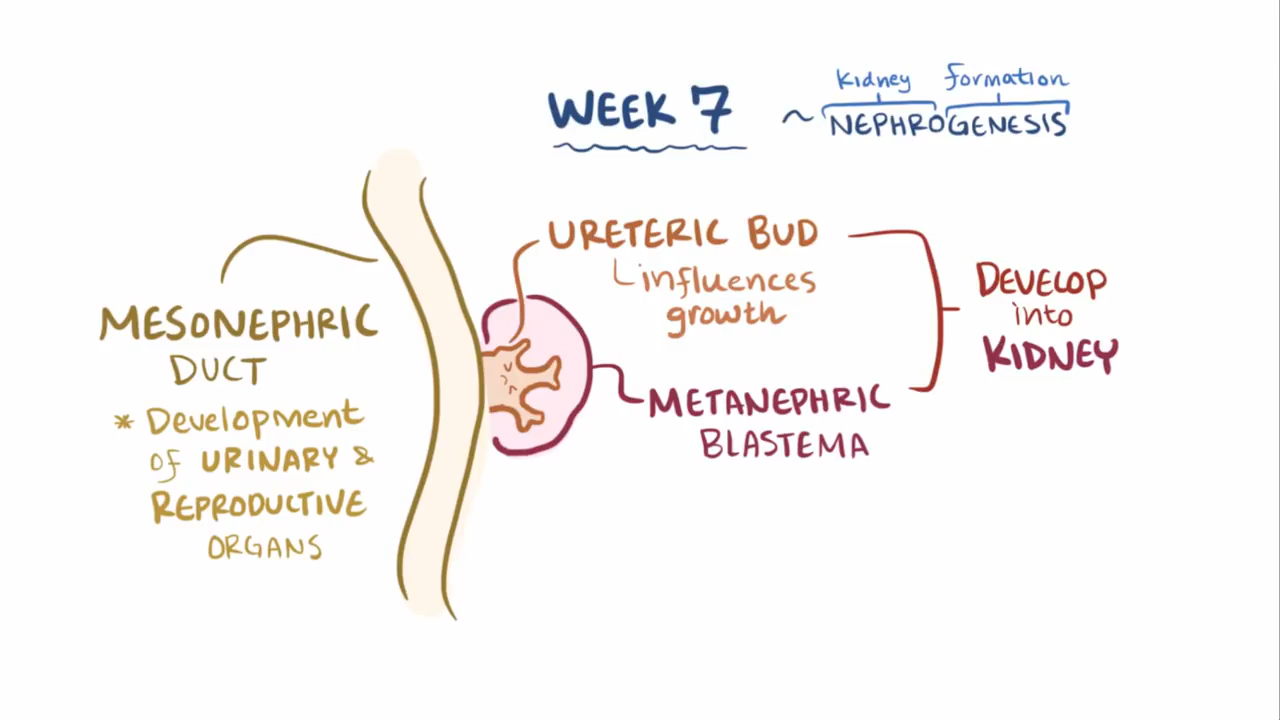 Kidney formation
WEEK 7 ~ NEPHROGENESIS
URETERIC BUD
influences
growth
DEVELOP
into
KIDNEY
MESONEPHRIC
DUCT
* Development
of URINARY &
REPRODUCTIVE
ORGANS
METANEPHRIC
BLASTEMA